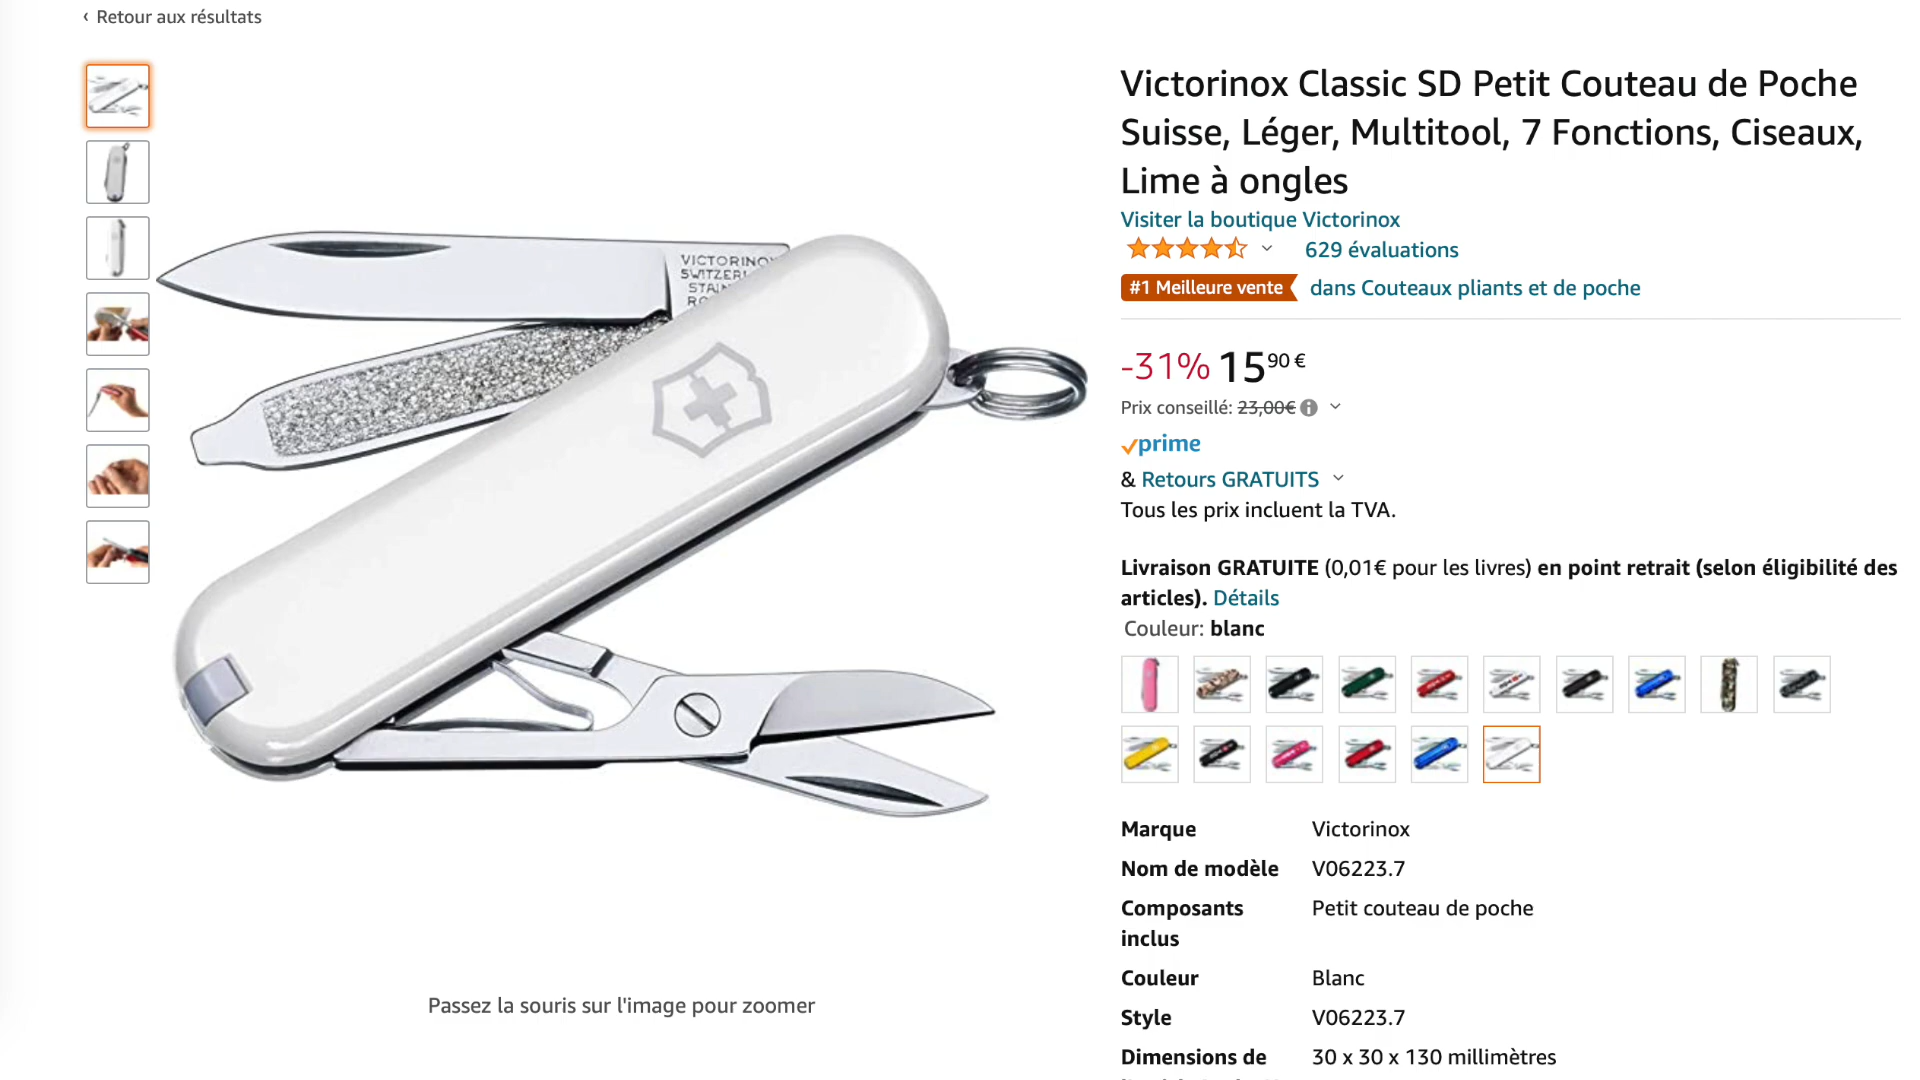 ‹ Retour aux résultats
VICTORINO
SWITZER
STAIN
RO
Passez la souris sur l'image pour zoomer
Victorinox Classic SD Petit Couteau de Poche
Suisse, Léger, Multitool, 7 Fonctions, Ciseaux,
Lime à ongles
Visiter la boutique Victorinox
629 évaluations
#1 Meilleure vente dans Couteaux pliants et de poche
-31% 15,90 €
Prix conseillé: 23,00€
prime
& Retours GRATUITS
Tous les prix incluent la TVA.
Livraison GRATUITE (0,01€ pour les livres) en point retrait (selon éligibilité des
articles). Détails
Couleur: blanc
Marque Victorinox
Nom de modèle V06223.7
Composants Petit couteau de poche
inclus
Couleur Blanc
Style V06223.7
Dimensions de 30 x 30 x 130 millimètres